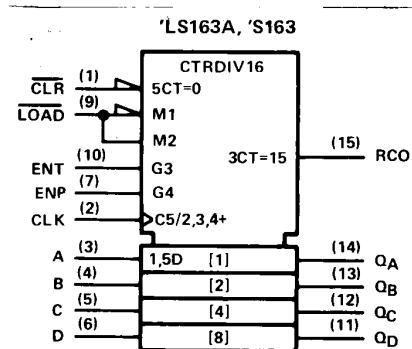 'LS163A, 'S163
CTRDIV16
CLR (1) 5CT=0
LOAD (9) M1
M2
ENT (10) G3 3CT=15 (15) RCO
ENP (7) G4
CLK (2) C5/2,3,4+
A (3) 1,5D [1] (14) QA
B (4) [2] (13) QB
C (5) [4] (12) QC
D (6) [8] (11) QD